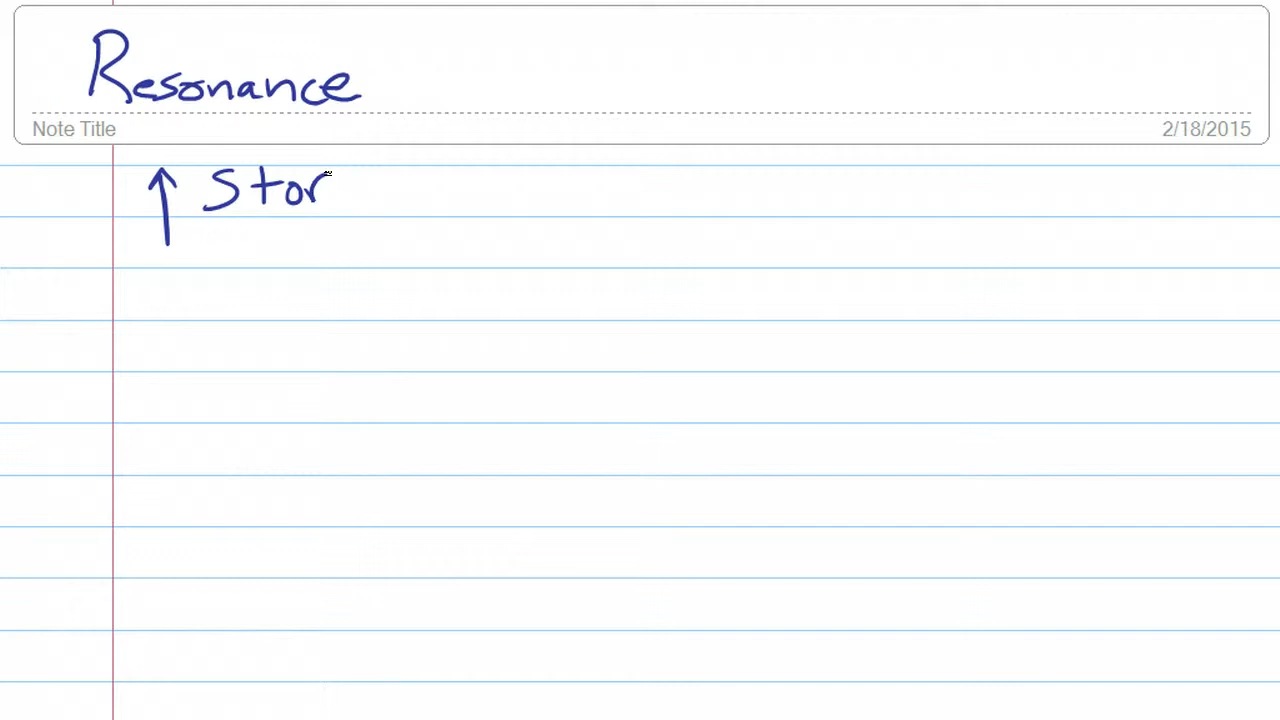 Resonance
Note Title
2/18/2015
↑ Stor